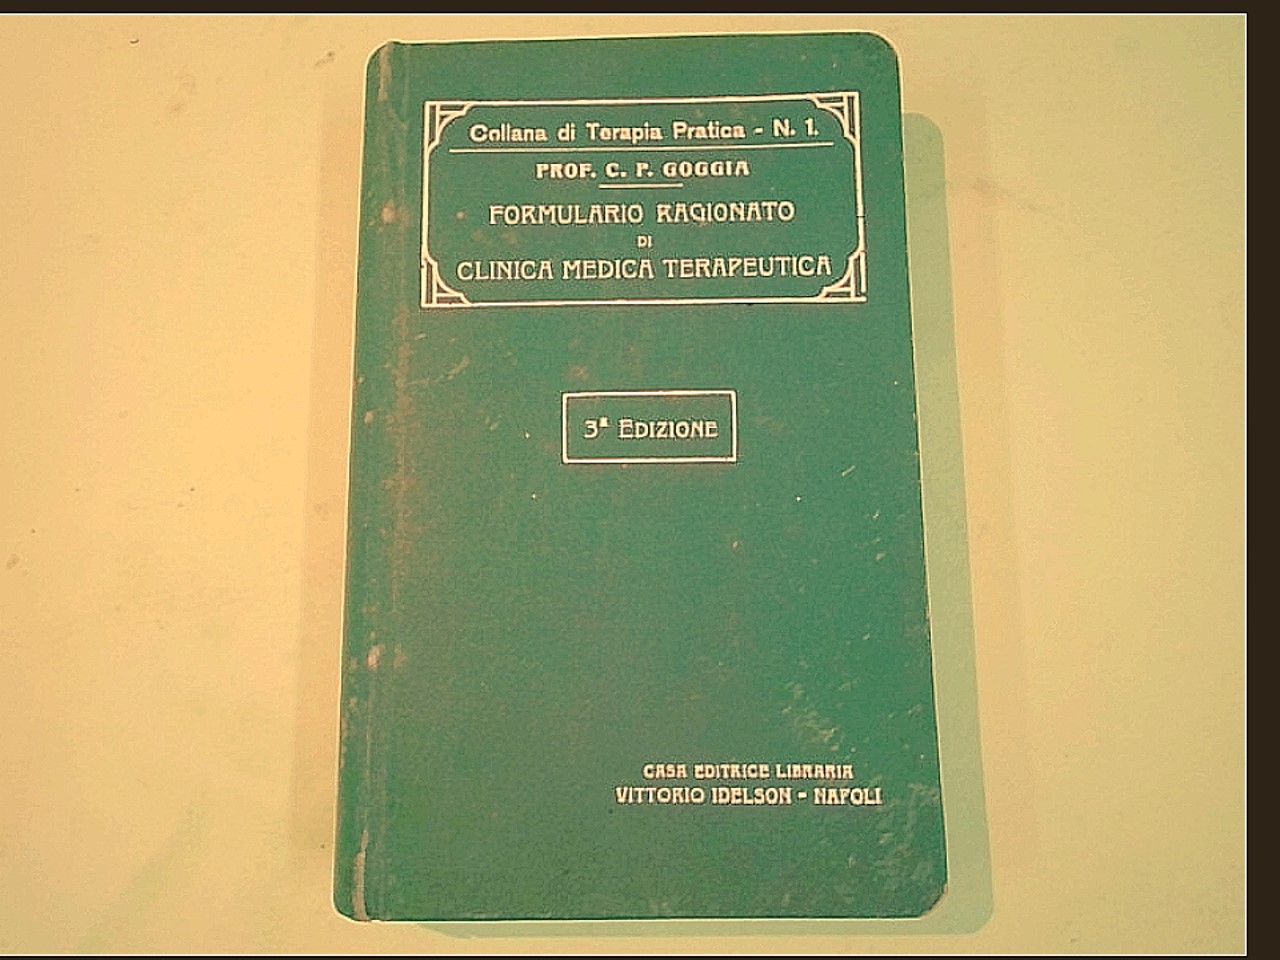 Collana di Terapia Pratica - N. 1.
PROF. C. P. GOGGIA
FORMULARIO RAGIONATO
DI
CLINICA MEDICA TERAPEUTICA
3ª EDIZIONE
CASA EDITRICE LIBRARIA
VITTORIO IDELSON - NAPOLI